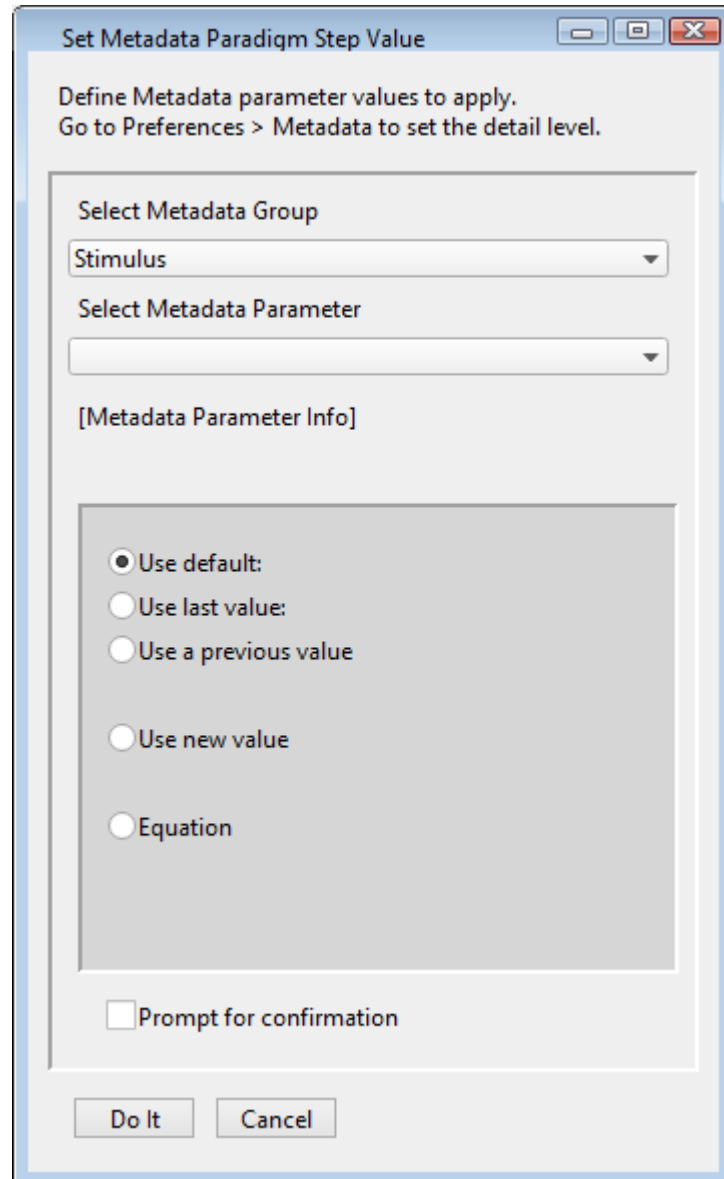 Set Metadata Paradigm Step Value
Define Metadata parameter values to apply.
Go to Preferences > Metadata to set the detail level.
Select Metadata Group
Stimulus
Select Metadata Parameter
[Metadata Parameter Info]
Use default:
Use last value:
Use a previous value
Use new value
Equation
Prompt for confirmation
Do It
Cancel